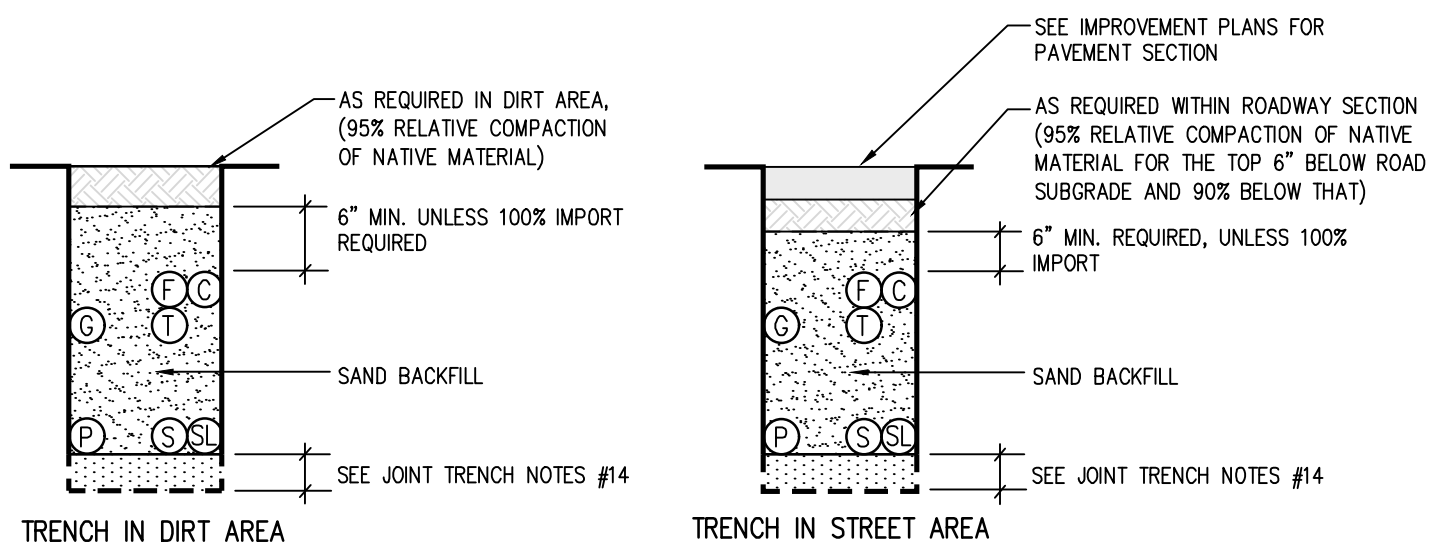 AS REQUIRED IN DIRT AREA,
(95% RELATIVE COMPACTION
OF NATIVE MATERIAL)
6" MIN. UNLESS 100% IMPORT
REQUIRED
F C
G T
SAND BACKFILL
P S SL
SEE JOINT TRENCH NOTES #14
TRENCH IN DIRT AREA
SEE IMPROVEMENT PLANS FOR
PAVEMENT SECTION
AS REQUIRED WITHIN ROADWAY SECTION
(95% RELATIVE COMPACTION OF NATIVE
MATERIAL FOR THE TOP 6" BELOW ROAD
SUBGRADE AND 90% BELOW THAT)
6" MIN. REQUIRED, UNLESS 100%
IMPORT
F C
G T
SAND BACKFILL
P S SL
SEE JOINT TRENCH NOTES #14
TRENCH IN STREET AREA